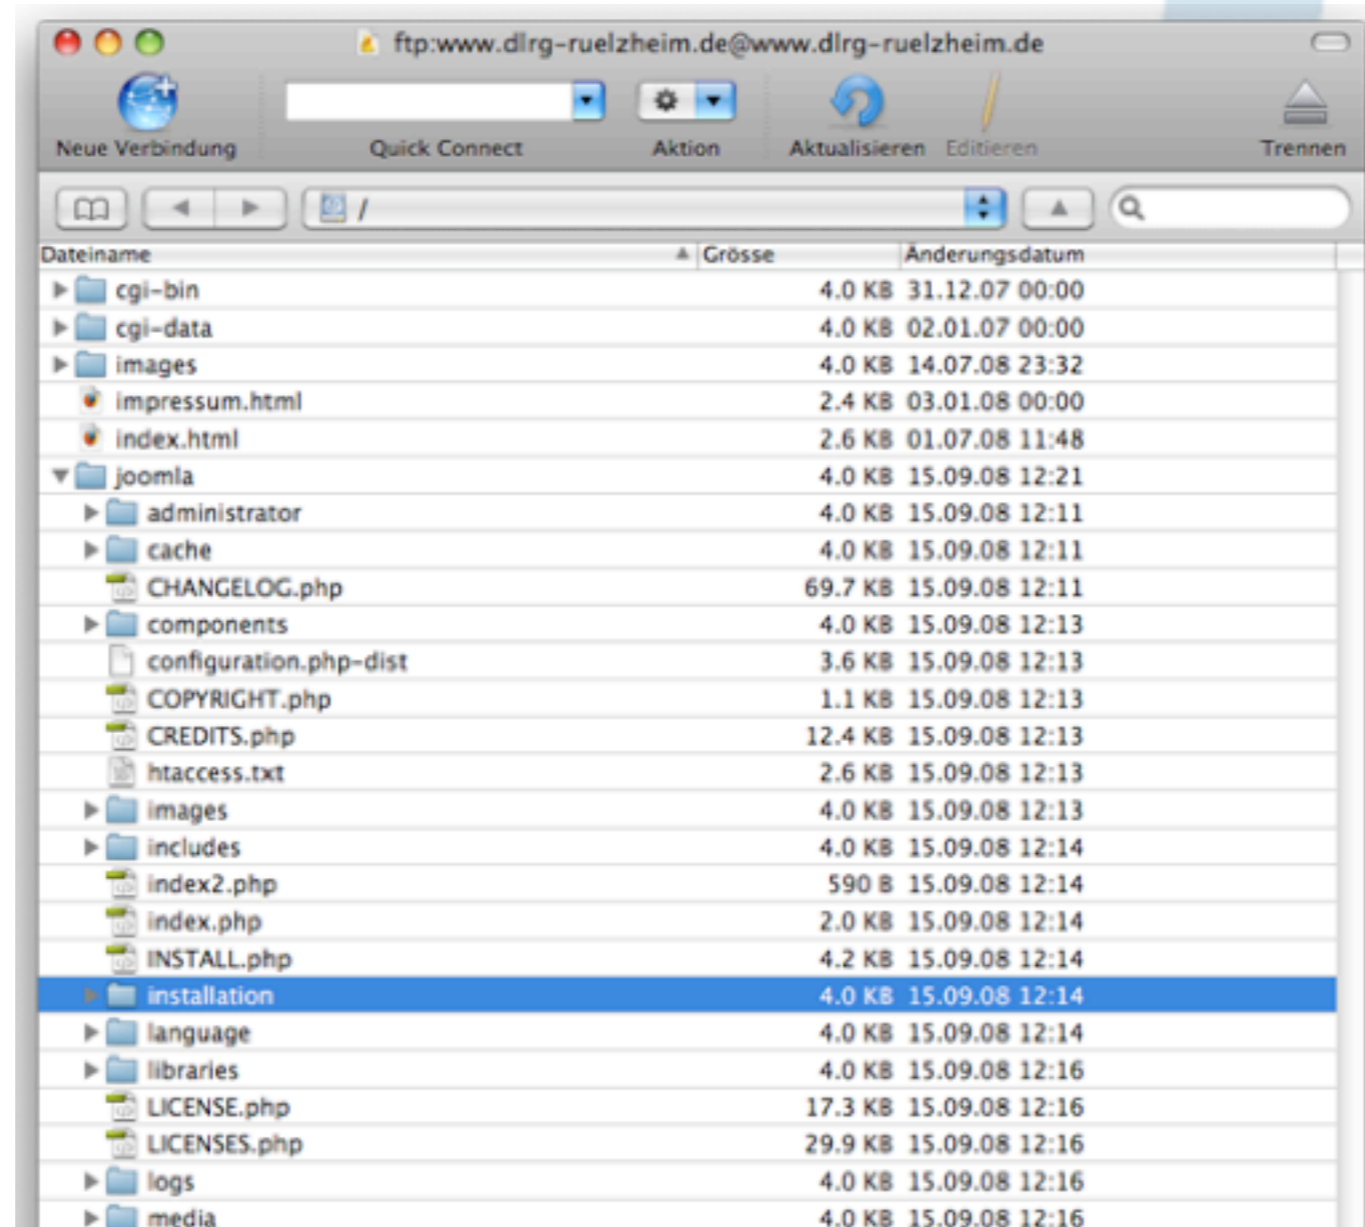 ftp:www.dlrg-ruelzheim.de@www.dlrg-ruelzheim.de
Neue Verbindung Quick Connect Aktion Aktualisieren Editieren Trennen
/
Dateiname Grösse Änderungsdatum
cgi-bin 4.0 KB 31.12.07 00:00
cgi-data 4.0 KB 02.01.07 00:00
images 4.0 KB 14.07.08 23:32
impressum.html 2.4 KB 03.01.08 00:00
index.html 2.6 KB 01.07.08 11:48
joomla 4.0 KB 15.09.08 12:21
administrator 4.0 KB 15.09.08 12:11
cache 4.0 KB 15.09.08 12:11
CHANGELOG.php 69.7 KB 15.09.08 12:11
components 4.0 KB 15.09.08 12:13
configuration.php-dist 3.6 KB 15.09.08 12:13
COPYRIGHT.php 1.1 KB 15.09.08 12:13
CREDITS.php 12.4 KB 15.09.08 12:13
htaccess.txt 2.6 KB 15.09.08 12:13
images 4.0 KB 15.09.08 12:13
includes 4.0 KB 15.09.08 12:14
index2.php 590 B 15.09.08 12:14
index.php 2.0 KB 15.09.08 12:14
INSTALL.php 4.2 KB 15.09.08 12:14
installation 4.0 KB 15.09.08 12:14
language 4.0 KB 15.09.08 12:14
libraries 4.0 KB 15.09.08 12:16
LICENSE.php 17.3 KB 15.09.08 12:16
LICENSES.php 29.9 KB 15.09.08 12:16
logs 4.0 KB 15.09.08 12:16
media 4.0 KB 15.09.08 12:16